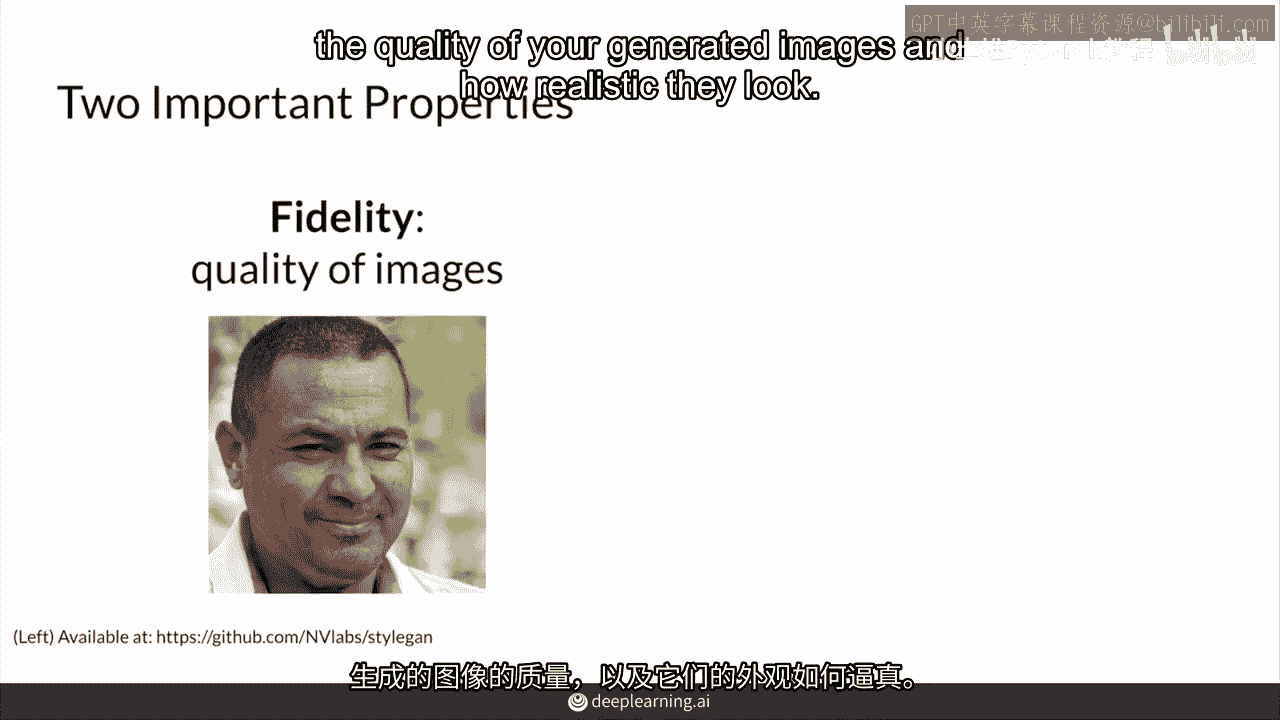 GPT中英字幕课程资源@bilibili.com
the quality of your generated images and
how realistic they look.
Two Important Properties
Fidelity:
quality of images
(Left) Available at: https://github.com/NVlabs/stylegan
生成的图像的质量，以及它们的外观如何逼真。
deeplearning.ai